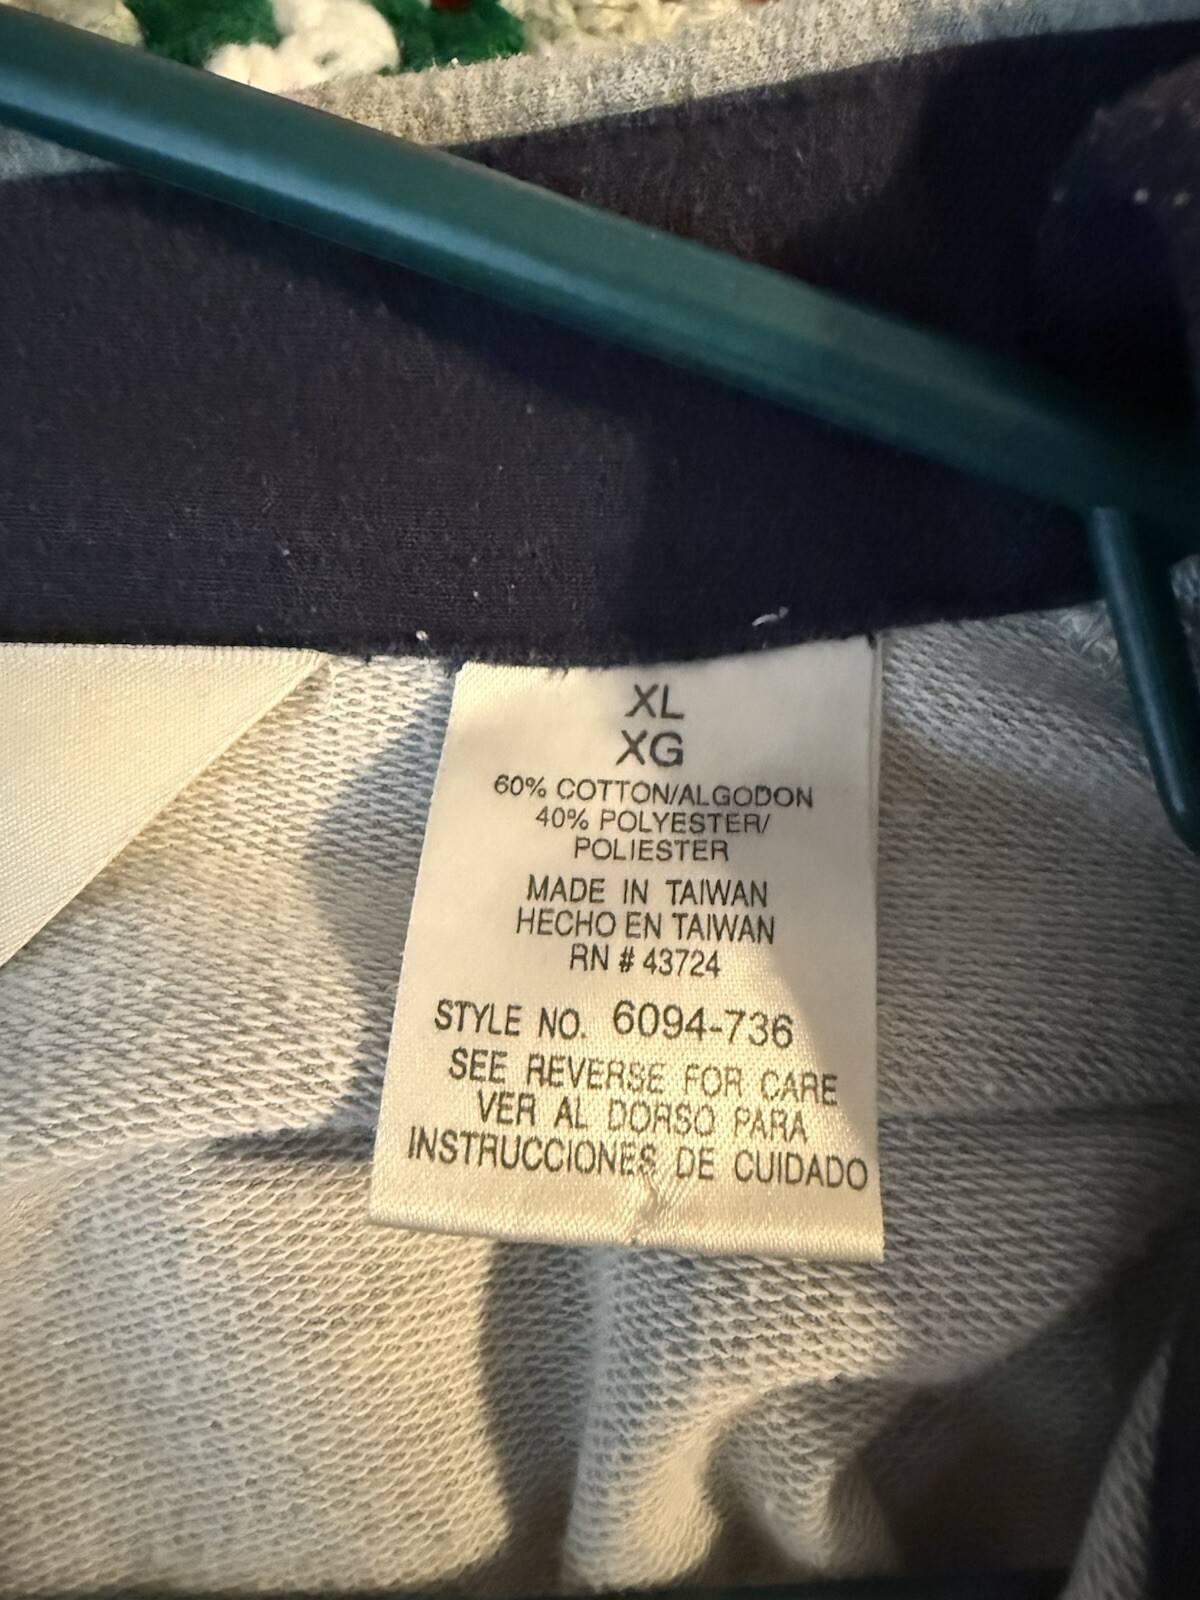 XL
XG
60% COTTON/ALGODON
40% POLYESTER/
POLIESTER
MADE IN TAIWAN
HECHO EN TAIWAN
RN # 43724
STYLE NO. 6094-736
SEE REVERSE FOR CARE
VER AL DORSO PARA
INSTRUCCIONES DE CUIDADO